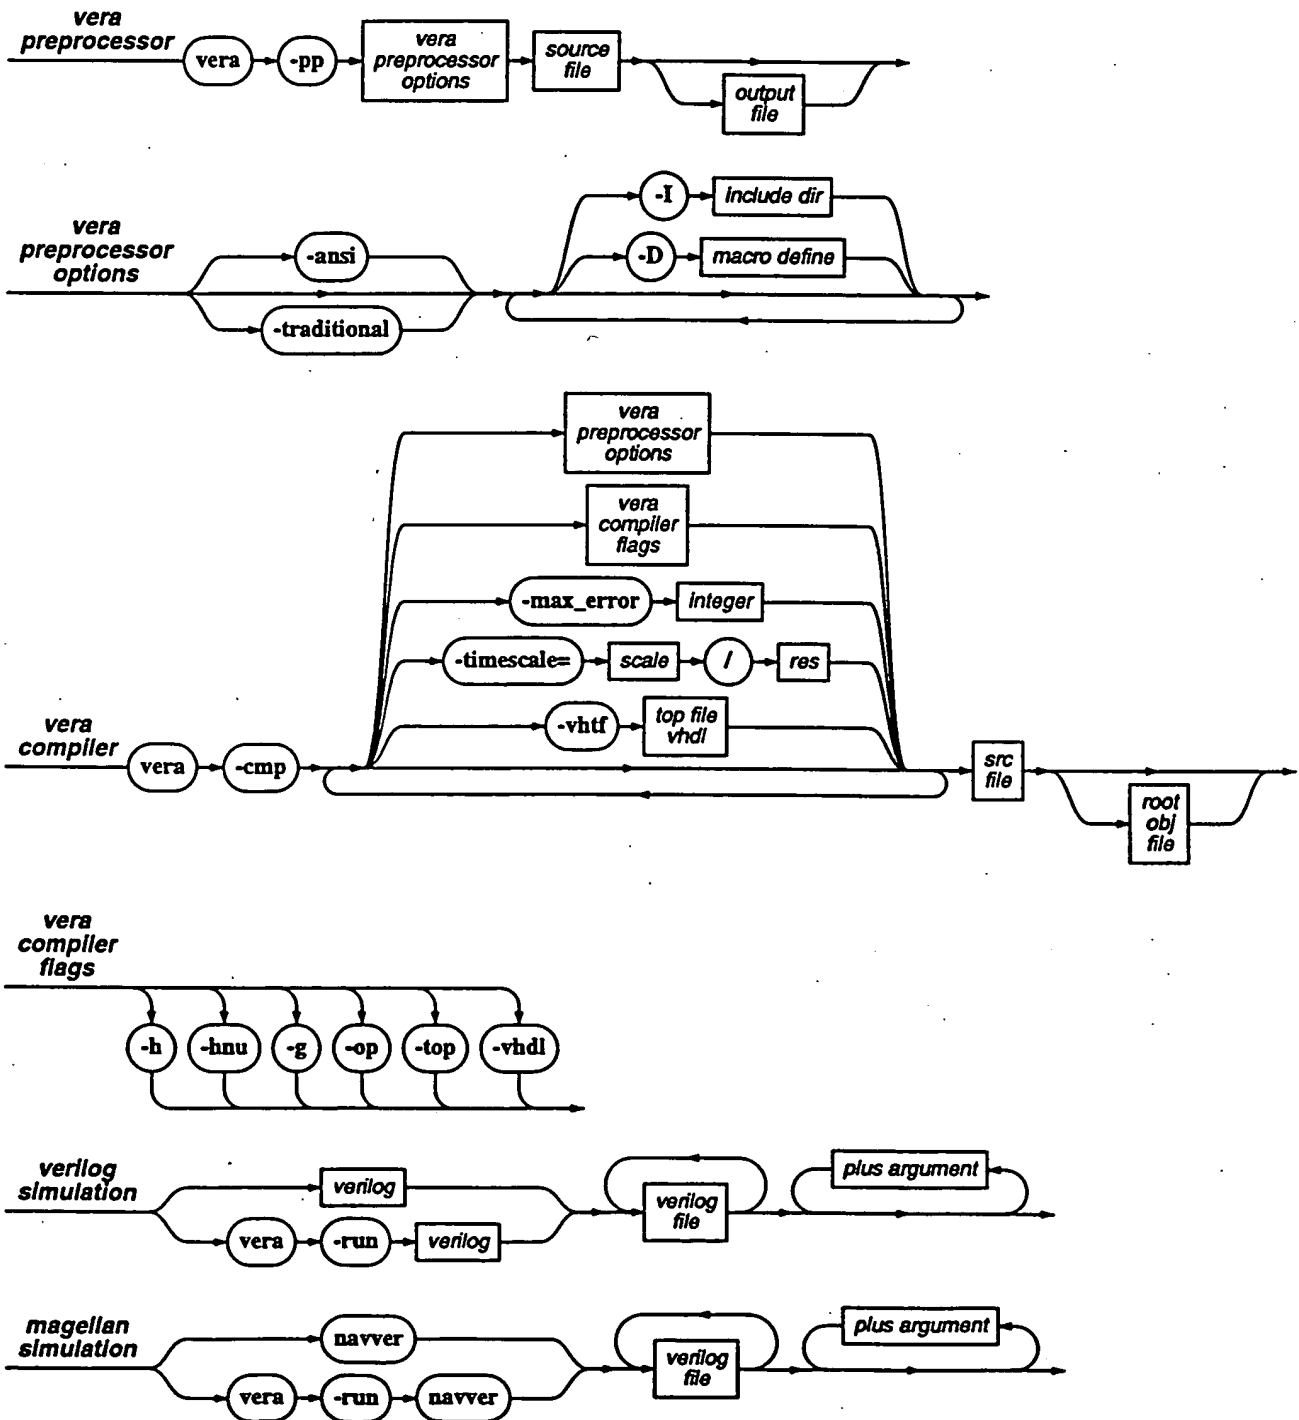 vera
preprocessor
vera
-pp
vera
preprocessor
options
source
file
output
file
vera
preprocessor
options
-ansi
-traditional
-I
include dir
-D
macro define
vera
preprocessor
options
vera
compiler
flags
-max_error
integer
-timescale=
scale
/
res
-vhtf
top file
vhdl
vera
compiler
vera
-cmp
src
file
root
obj
file
vera
compiler
flags
-h
-hnu
-g
-op
-top
-vhdl
verilog
simulation
verilog
vera
-run
verilog
verilog
file
plus argument
magellan
simulation
navver
vera
-run
navver
verilog
file
plus argument